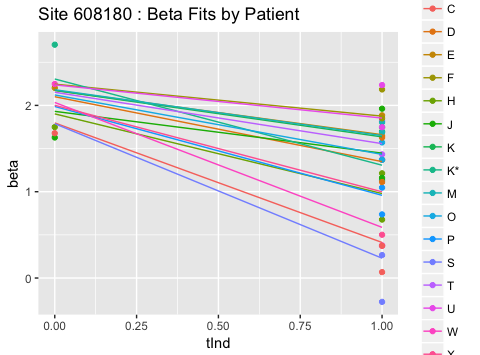 Site 608180 : Beta Fits by Patient
beta
2
1
0
0.00
0.25
0.50
0.75
1.00
tInd
C
D
E
F
H
J
K
K*
M
O
P
S
T
U
W